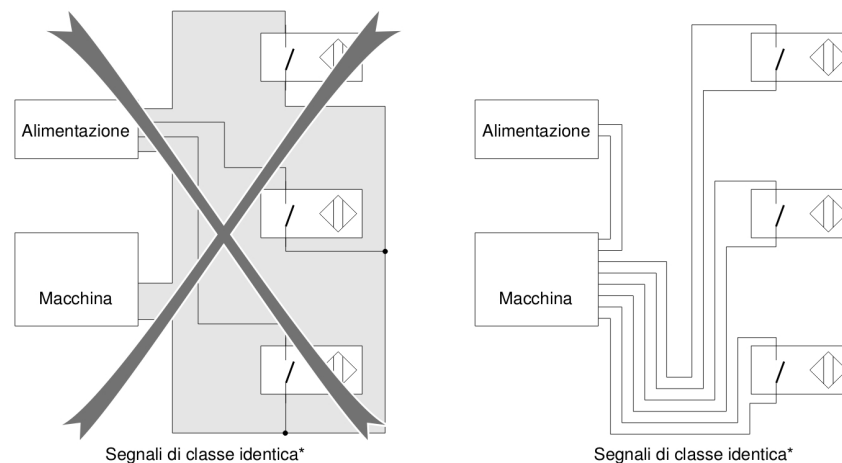 Alimentazione
Macchina
Segnali di classe identica*
Alimentazione
Macchina
Segnali di classe identica*